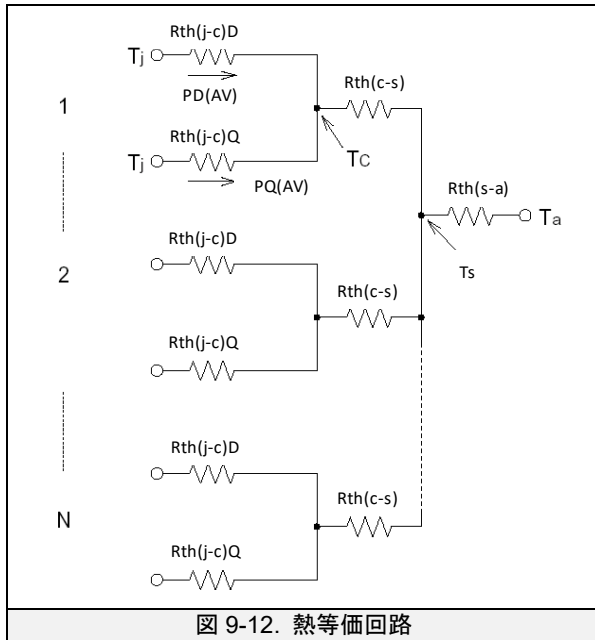 Rth(j-c)D
Tj
PD(AV)
Rth(c-s)
1
Rth(j-c)Q
Tj
TC
PQ(AV)
Rth(s-a)
Ta
Ts
Rth(j-c)D
2
Rth(c-s)
Rth(j-c)Q
Rth(j-c)D
Rth(c-s)
N
Rth(j-c)Q
図 9-12. 熱等価回路